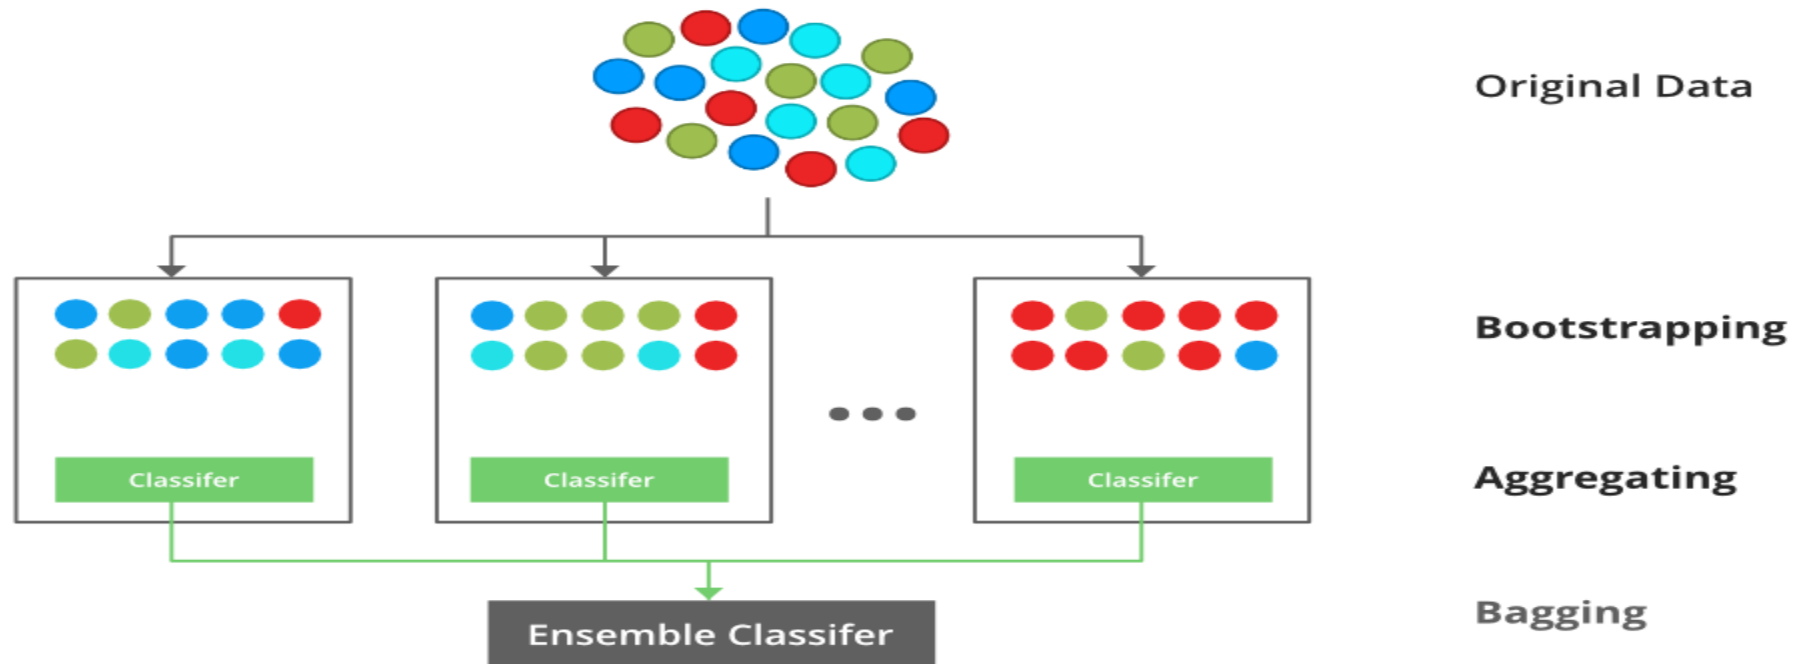 Original Data
Bootstrapping
Classifer
Classifer
Classifer
Aggregating
Ensemble Classifer
Bagging